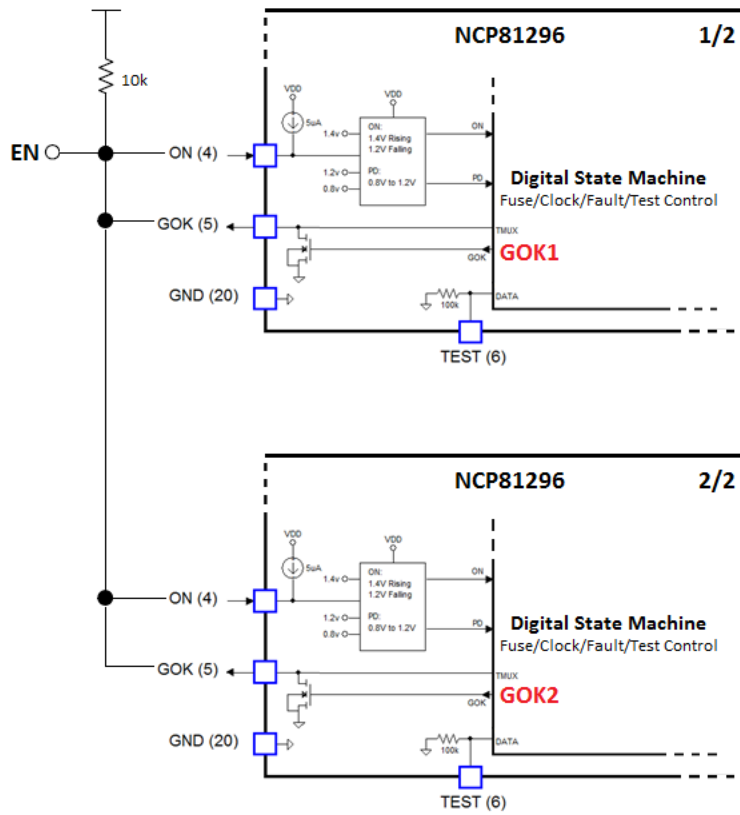 NCP81296 1/2
10k
VDD
VDD
5uA
1.4v
ON:
1.4V Rising
1.2V Falling
ON
EN
ON (4)
1.2v
0.8v
PD:
0.8V to 1.2V
PD
Digital State Machine
Fuse/Clock/Fault/Test Control
GOK (5)
TMUX
GOK
GOK1
GND (20)
100k
DATA
TEST (6)
NCP81296 2/2
VDD
VDD
5uA
1.4v
ON:
1.4V Rising
1.2V Falling
ON
ON (4)
1.2v
0.8v
PD:
0.8V to 1.2V
PD
Digital State Machine
Fuse/Clock/Fault/Test Control
GOK (5)
TMUX
GOK
GOK2
GND (20)
100k
DATA
TEST (6)